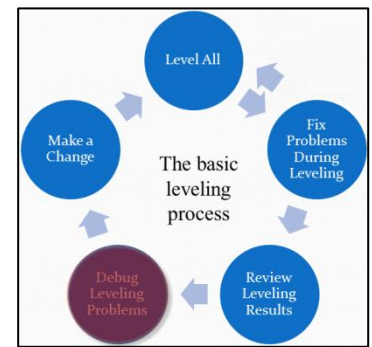 Level All
Fix
Problems
During
Leveling
Review
Leveling
Results
Debug
Leveling
Problems
Make a
Change
The basic
leveling
process